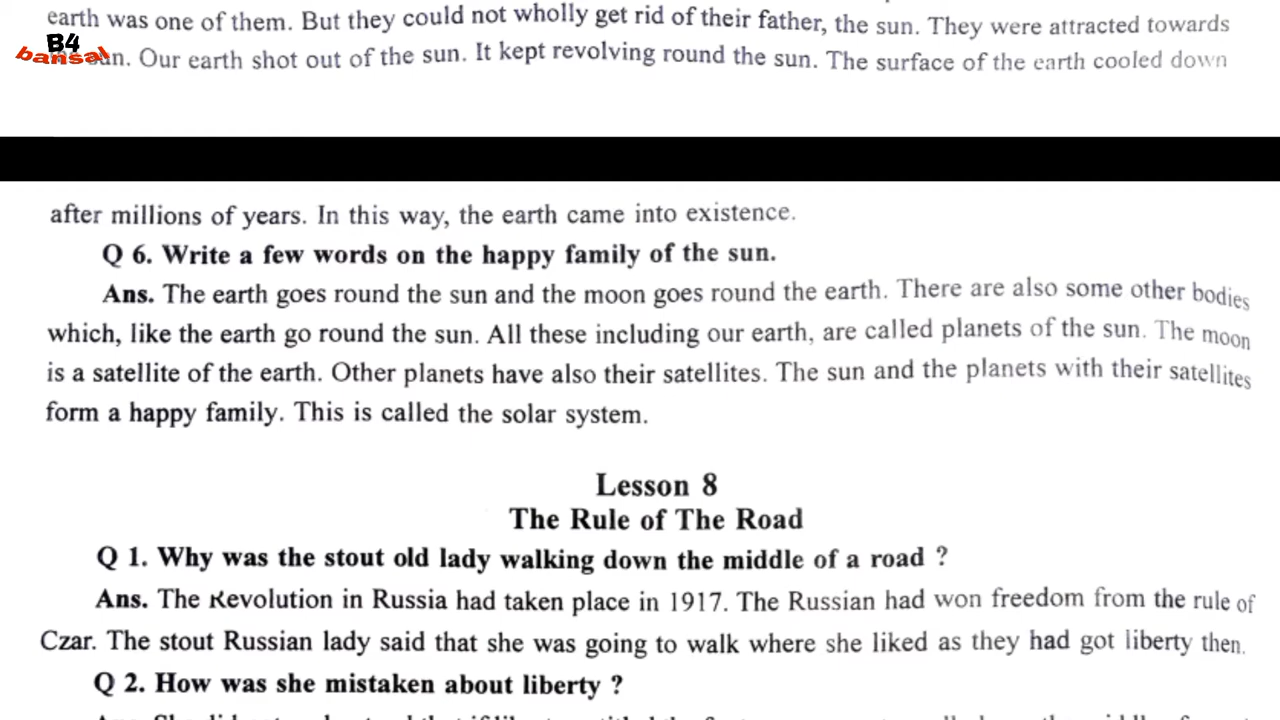 earth was one of them. But they could not wholly get rid of their father, the sun. They were attracted towards
B4
bansal
sun. Our earth shot out of the sun. It kept revolving round the sun. The surface of the earth cooled down
after millions of years. In this way, the earth came into existence.
Q 6. Write a few words on the happy family of the sun.
Ans. The earth goes round the sun and the moon goes round the earth. There are also some other bodies
which, like the earth go round the sun. All these including our earth, are called planets of the sun. The moon
is a satellite of the earth. Other planets have also their satellites. The sun and the planets with their satellites
form a happy family. This is called the solar system.
Lesson 8
The Rule of The Road
Q 1. Why was the stout old lady walking down the middle of a road ?
Ans. The Revolution in Russia had taken place in 1917. The Russian had won freedom from the rule of
Czar. The stout Russian lady said that she was going to walk where she liked as they had got liberty then.
Q 2. How was she mistaken about liberty ?